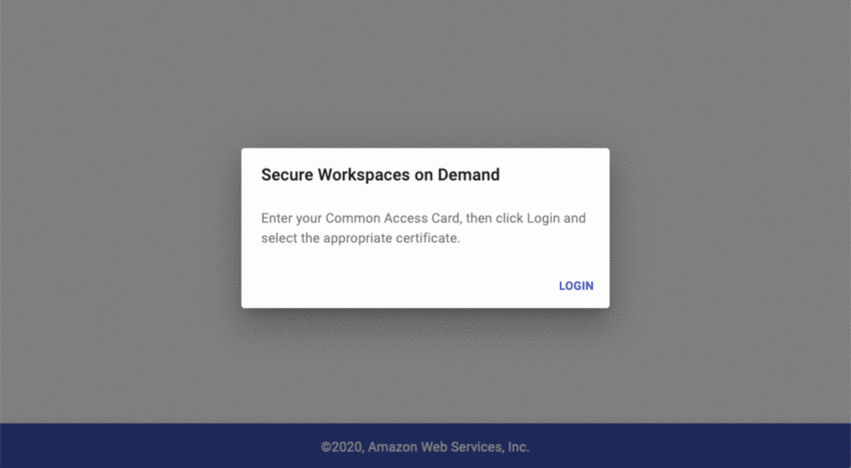 Secure Workspaces on Demand
Enter your Common Access Card, then click Login and
select the appropriate certificate.
LOGIN
©2020, Amazon Web Services, Inc.